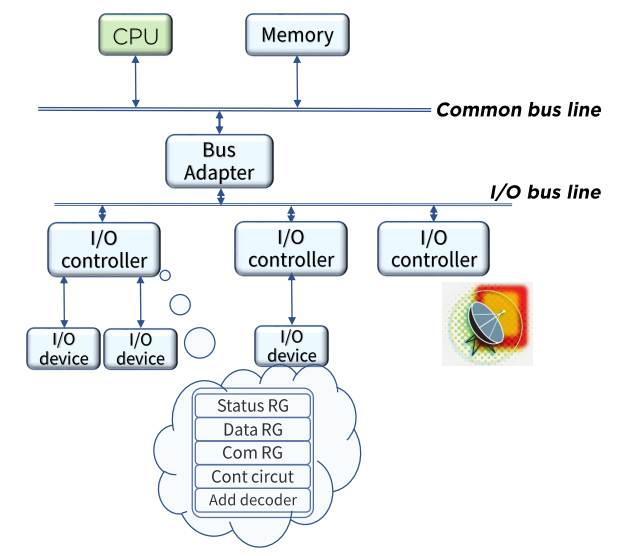 CPU
Memory
Common bus line
Bus
Adapter
I/O bus line
I/O
controller
I/O
controller
I/O
controller
I/O
device
I/O
device
I/O
device
Status RG
Data RG
Com RG
Cont circut
Add decoder